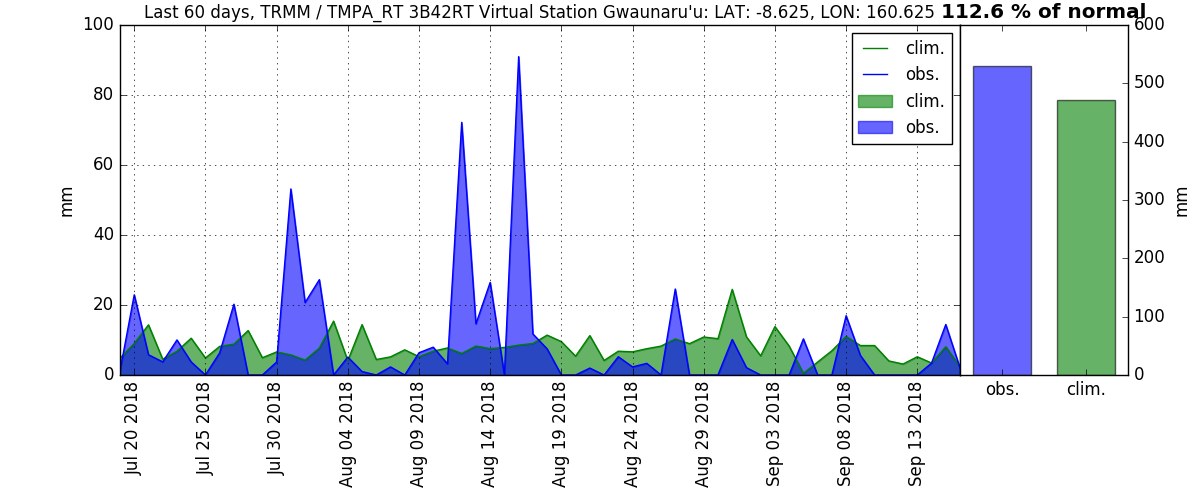 Last 60 days, TRMM / TMPA_RT 3B42RT Virtual Station Gwaunaru'u: LAT: -8.625, LON: 160.625 112.6 % of normal
100
80
60
40
20
0
mm
clim.
obs.
clim.
obs.
600
500
400
300
200
100
0
mm
Jul 20 2018
Jul 25 2018
Jul 30 2018
Aug 04 2018
Aug 09 2018
Aug 14 2018
Aug 19 2018
Aug 24 2018
Aug 29 2018
Sep 03 2018
Sep 08 2018
Sep 13 2018
obs.
clim.